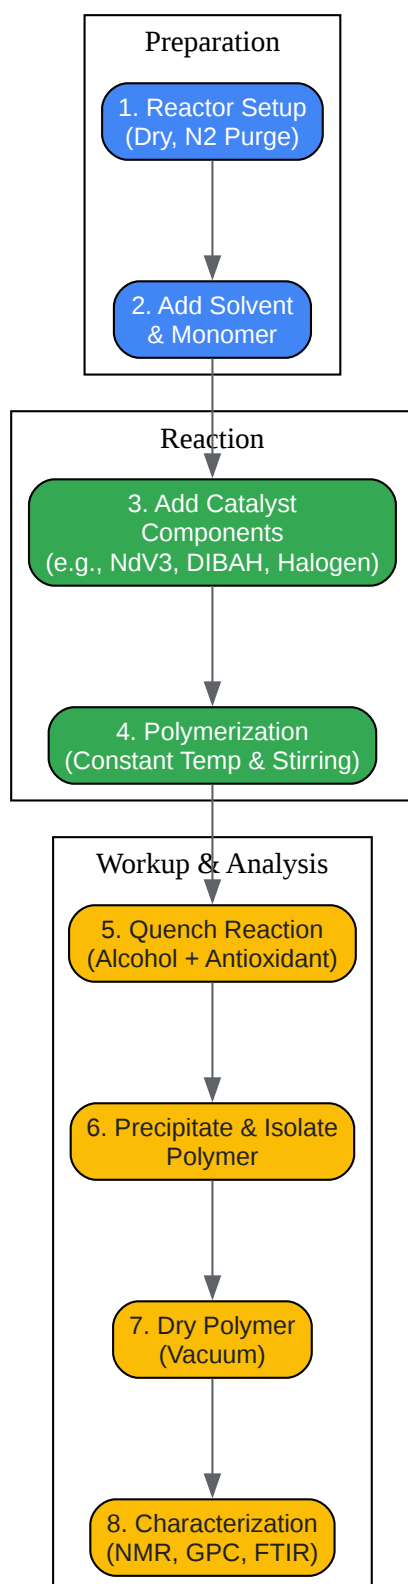 Preparation
1. Reactor Setup
(Dry, N2 Purge)
2. Add Solvent
& Monomer
Reaction
3. Add Catalyst
Components
(e.g., NdV3, DIBAH, Halogen)
4. Polymerization
(Constant Temp & Stirring)
Workup & Analysis
5. Quench Reaction
(Alcohol + Antioxidant)
6. Precipitate & Isolate
Polymer
7. Dry Polymer
(Vacuum)
8. Characterization
(NMR, GPC, FTIR)